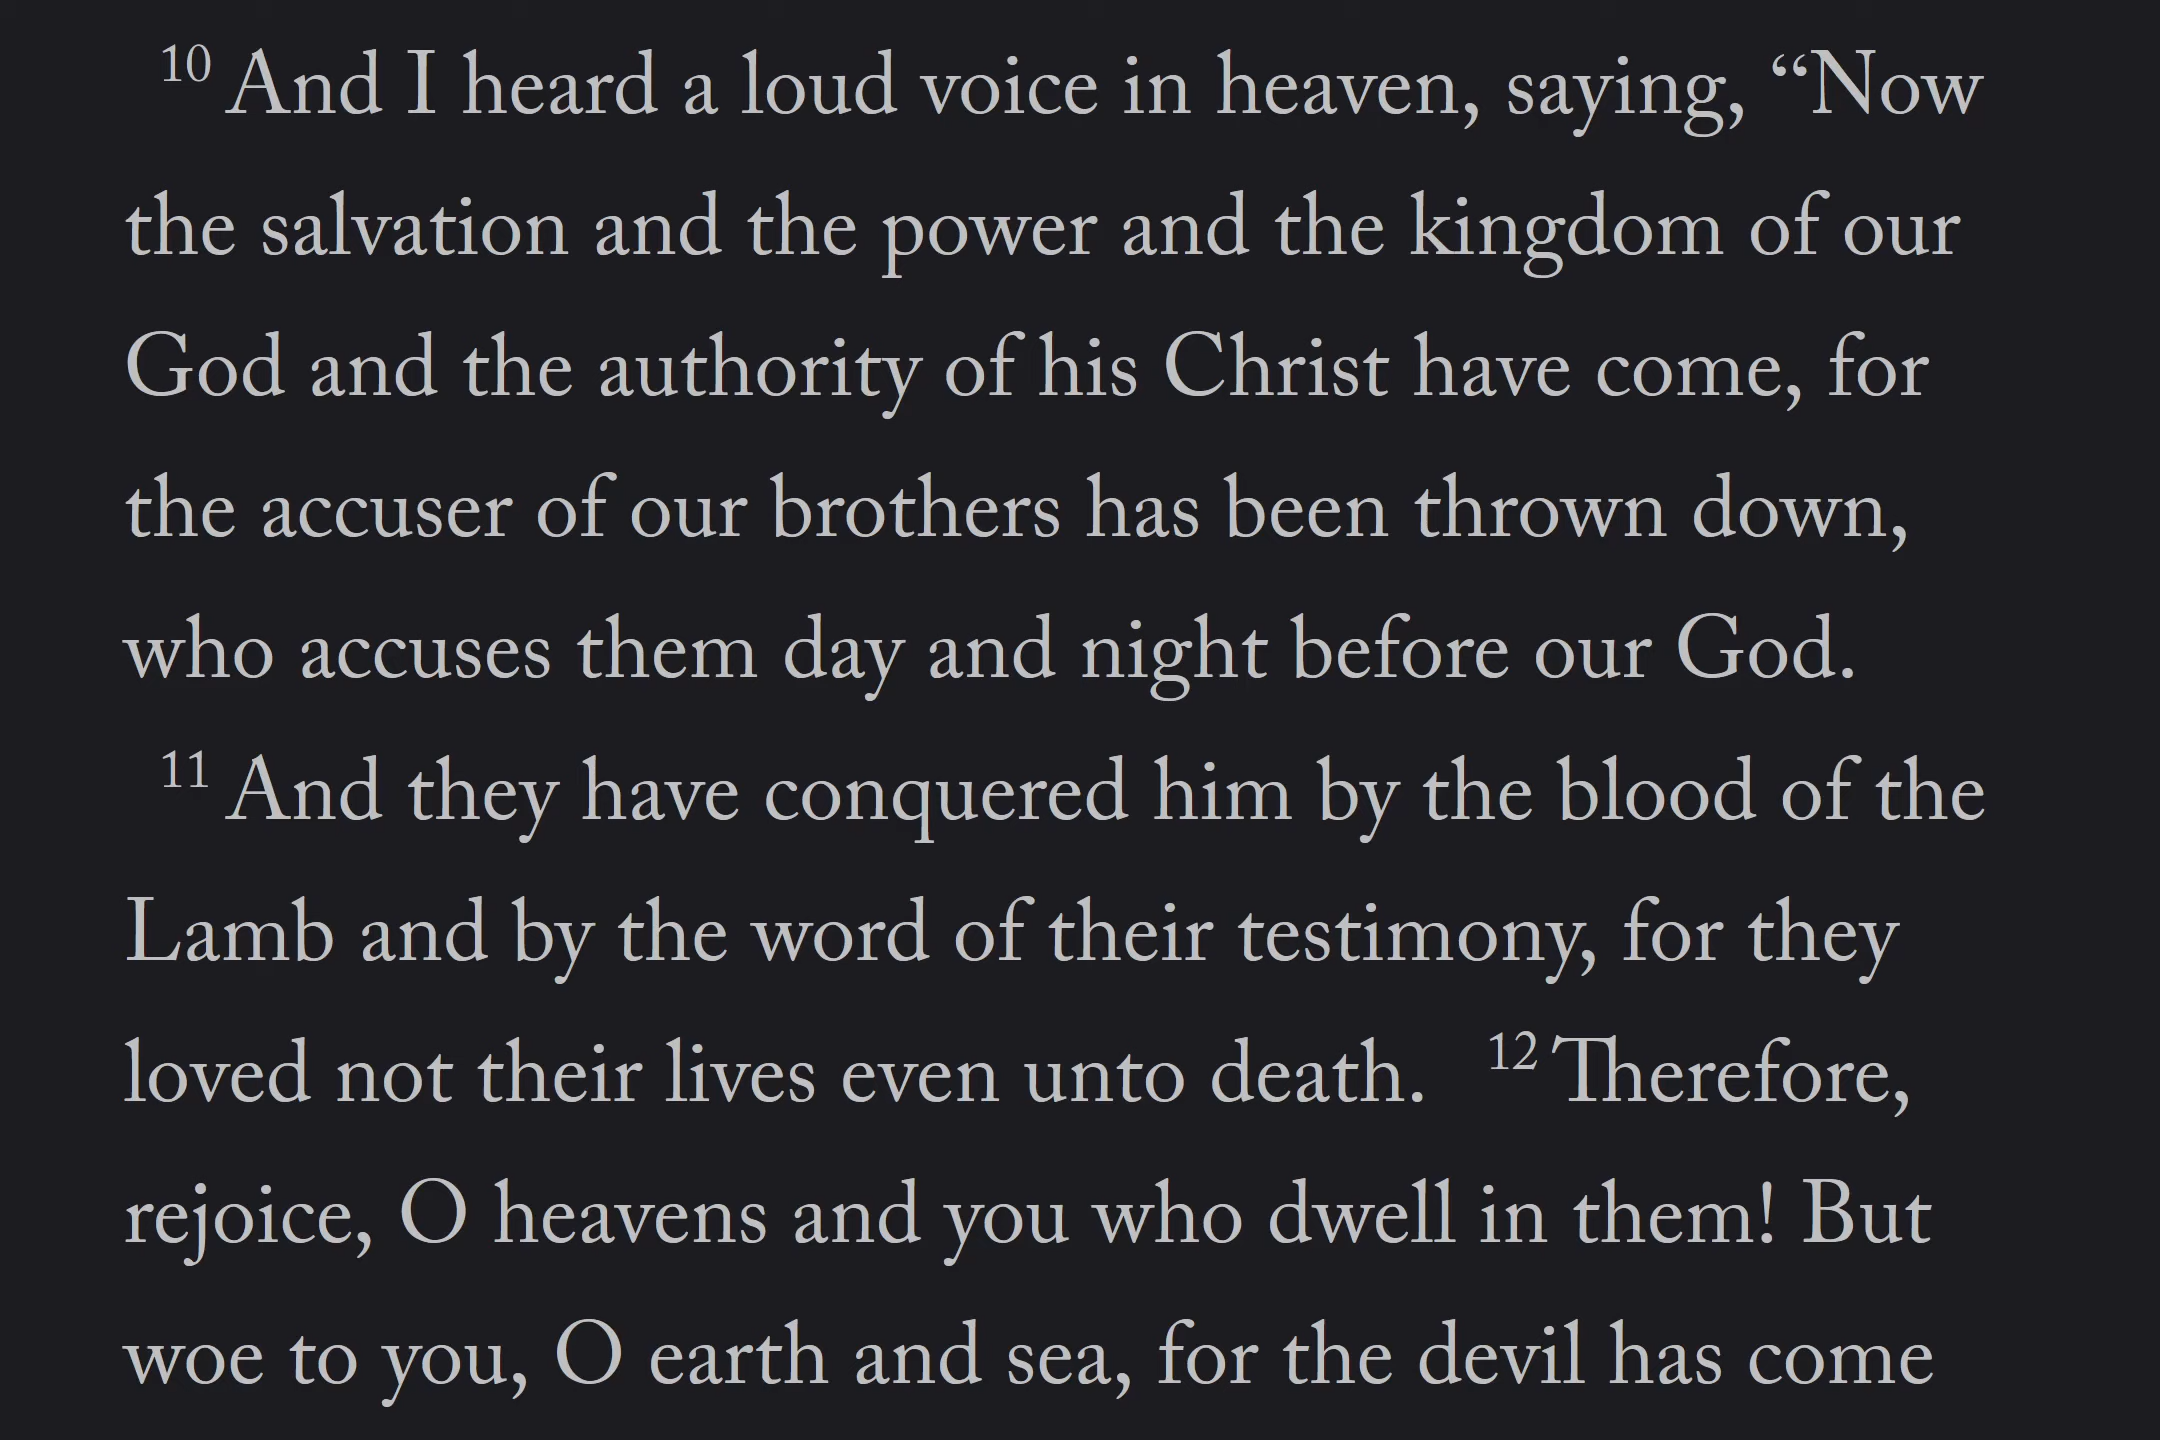 10 And I heard a loud voice in heaven, saying, “Now
the salvation and the power and the kingdom of our
God and the authority of his Christ have come, for
the accuser of our brothers has been thrown down,
who accuses them day and night before our God.
11 And they have conquered him by the blood of the
Lamb and by the word of their testimony, for they
loved not their lives even unto death. 12 Therefore,
rejoice, O heavens and you who dwell in them! But
woe to you, O earth and sea, for the devil has come